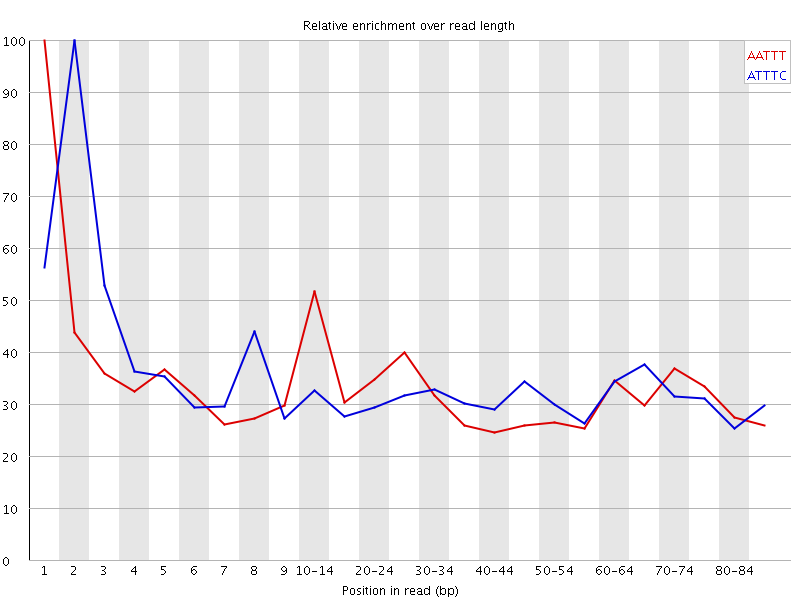 Relative enrichment over read length
AATTT
ATTTC
100
90
80
70
60
50
40
30
20
10
0
1 2 3 4 5 6 7 8 9 10-14 20-24 30-34 40-44 50-54 60-64 70-74 80-84
Position in read (bp)